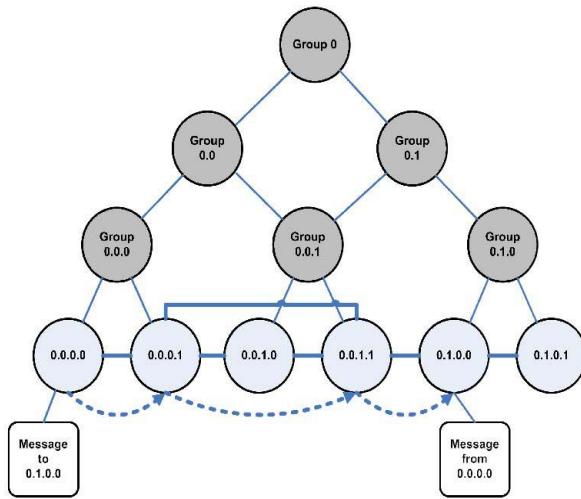 Group 0
Group
0.0
Group
0.1
Group
0.0.0
Group
0.0.1
Group
0.1.0
0.0.0.0
0.0.0.1
0.0.1.0
0.0.1.1
0.1.0.0
0.1.0.1
Message
to
0.1.0.0
Message
from
0.0.0.0